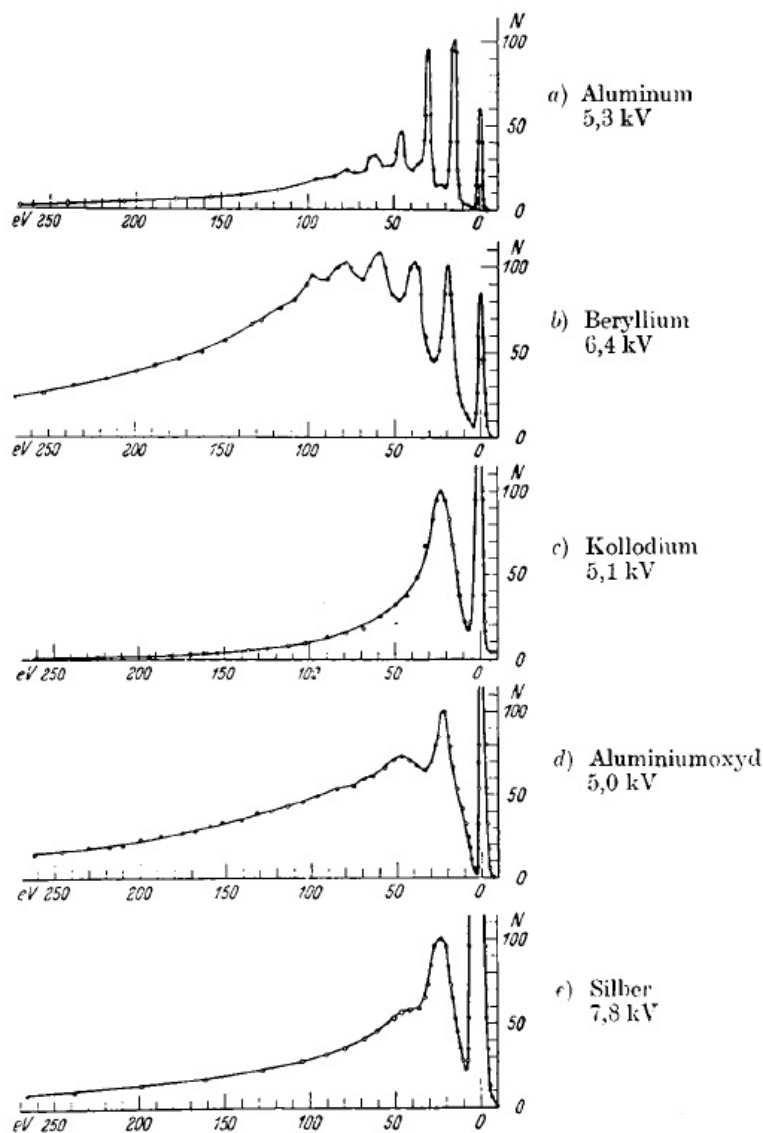 N
100
50
0
eV 250 200 150 100 50 0
a) Aluminum
5,3 kV
N
100
50
0
eV 250 200 150 100 50 0
b) Beryllium
6,4 kV
N
100
50
0
eV 250 200 150 100 50 0
c) Kollodium
5,1 kV
N
100
50
0
eV 250 200 150 100 50 0
d) Aluminiumoxyd
5,0 kV
N
100
50
0
eV 250 200 150 100 50 0
e) Silber
7,8 kV